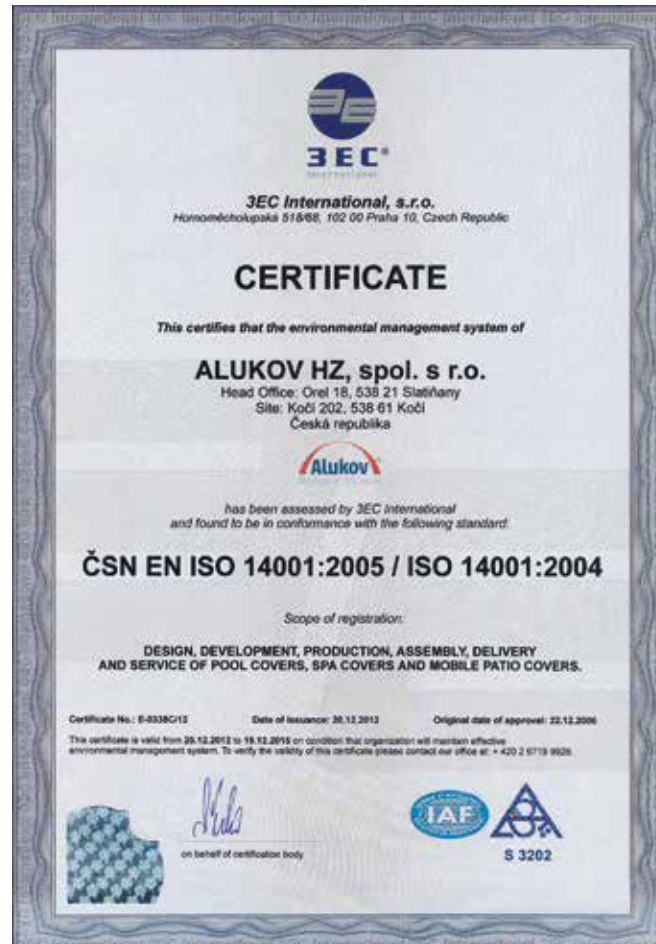 3EC®
International
3EC International, s.r.o.
Hornoměcholupská 518/68, 102 00 Praha 10, Czech Republic
CERTIFICATE
This certifies that the environmental management system of
ALUKOV HZ, spol. s r.o.
Head Office: Orel 18, 538 21 Slatiňany
Site: Kočí 202, 538 61 Kočí
Česká republika
Alukov®
has been assessed by 3EC International
and found to be in conformance with the following standard:
ČSN EN ISO 14001:2005 / ISO 14001:2004
Scope of registration:
DESIGN, DEVELOPMENT, PRODUCTION, ASSEMBLY, DELIVERY
AND SERVICE OF POOL COVERS, SPA COVERS AND MOBILE PATIO COVERS.
Certificate No.: E-0338C/12 Date of issuance: 20.12.2012 Original date of approval: 22.12.2006
This certificate is valid from 20.12.2012 to 19.12.2015 on condition that organization will maintain effective
environmental management system. To verify the validity of this certificate please contact our office at: + 420 2 6719 9926.
on behalf of certification body
IAF
S 3202